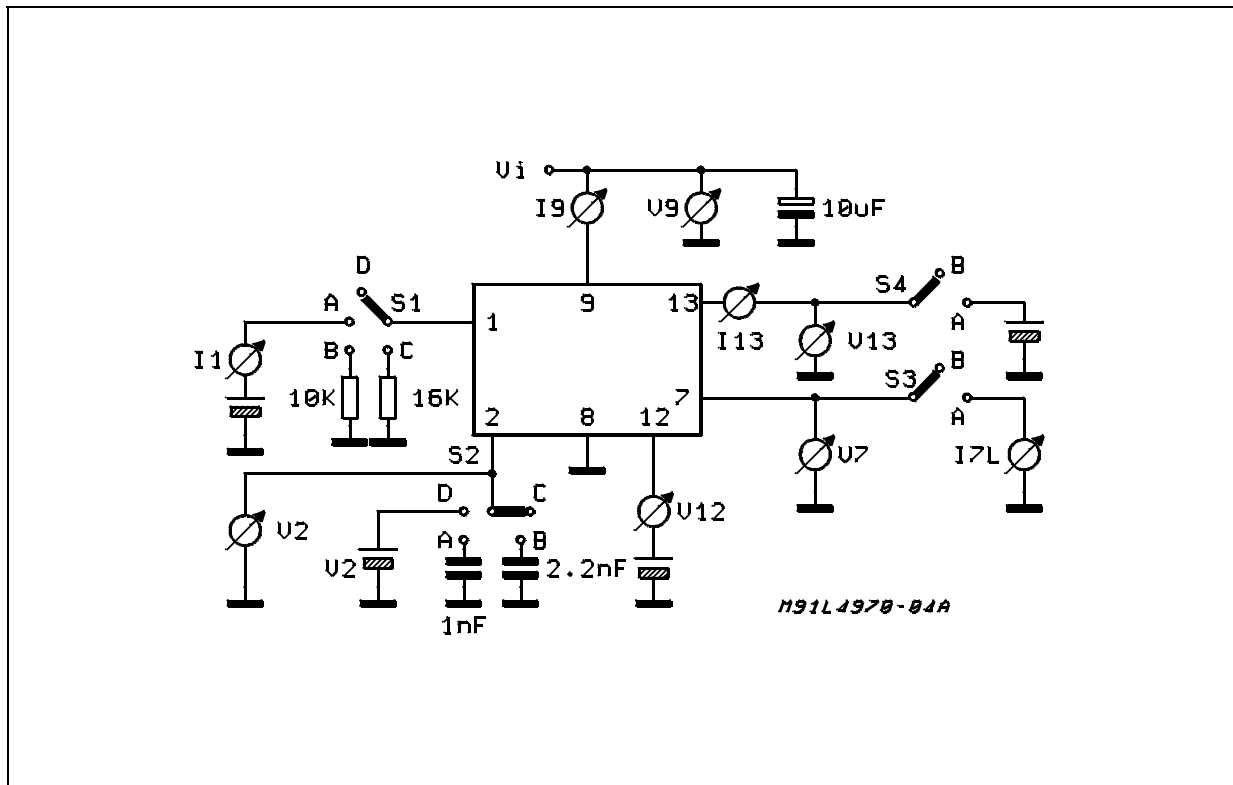 Vi
I9
V9
10uF
D
A
S1
B
C
I1
10K
16K
1
9
13
2
8
12
7
I13
V13
S4
B
A
S3
B
A
V7
I7L
S2
D
C
A
B
V2
V2
1nF
2.2nF
V12
M91L4970-04A